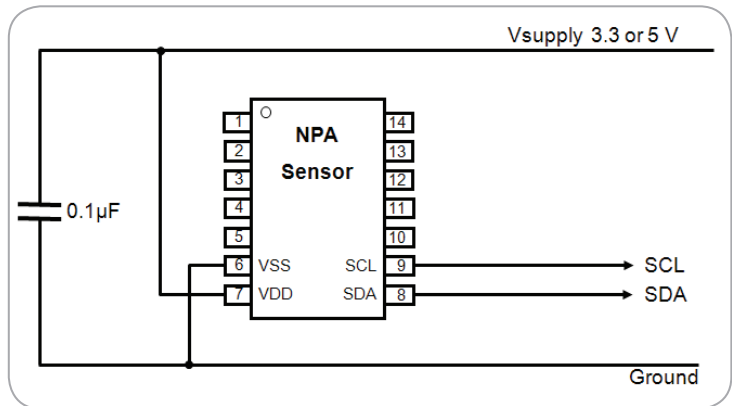 Vsupply 3.3 or 5 V
1 14
NPA
2 13
Sensor
3 12
4 11
0.1µF
5 10
6 VSS SCL 9 SCL
7 VDD SDA 8 SDA
Ground